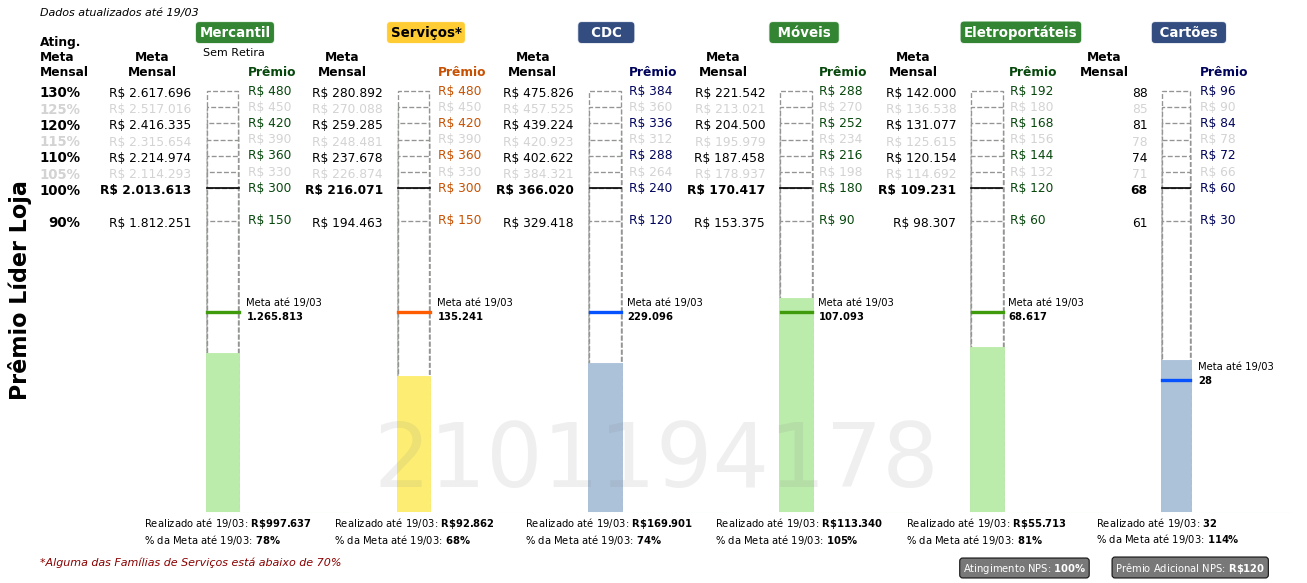 Dados atualizados até 19/03
Mercantil Serviços* CDC Móveis Eletroportáteis Cartões
Sem Retira
Ating. Meta Mensal Meta Mensal Prêmio Meta Mensal Prêmio Meta Mensal Prêmio Meta Mensal Prêmio Meta Mensal Prêmio Meta Mensal Prêmio
130% R$ 2.617.696 R$ 480 R$ 280.892 R$ 480 R$ 475.826 R$ 384 R$ 221.542 R$ 288 R$ 142.000 R$ 192 88 R$ 96
125% R$ 2.517.016 R$ 450 R$ 270.088 R$ 450 R$ 457.525 R$ 360 R$ 213.021 R$ 270 R$ 136.538 R$ 180 85 R$ 90
120% R$ 2.416.335 R$ 420 R$ 259.285 R$ 420 R$ 439.224 R$ 336 R$ 204.500 R$ 252 R$ 131.077 R$ 168 81 R$ 84
115% R$ 2.315.654 R$ 390 R$ 248.481 R$ 390 R$ 420.923 R$ 312 R$ 195.979 R$ 234 R$ 125.615 R$ 156 78 R$ 78
110% R$ 2.214.974 R$ 360 R$ 237.678 R$ 360 R$ 402.622 R$ 288 R$ 187.458 R$ 216 R$ 120.154 R$ 144 74 R$ 72
105% R$ 2.114.293 R$ 330 R$ 226.874 R$ 330 R$ 384.321 R$ 264 R$ 178.937 R$ 198 R$ 114.692 R$ 132 71 R$ 66
100% R$ 2.013.613 R$ 300 R$ 216.071 R$ 300 R$ 366.020 R$ 240 R$ 170.417 R$ 180 R$ 109.231 R$ 120 68 R$ 60
90% R$ 1.812.251 R$ 150 R$ 194.463 R$ 150 R$ 329.418 R$ 120 R$ 153.375 R$ 90 R$ 98.307 R$ 60 61 R$ 30
Prêmio Líder Loja
Meta até 19/03 Meta até 19/03 Meta até 19/03 Meta até 19/03 Meta até 19/03
1.265.813 135.241 229.096 107.093 68.617
Meta até 19/03
28
2101194178
Realizado até 19/03: R$997.637 Realizado até 19/03: R$92.862 Realizado até 19/03: R$169.901 Realizado até 19/03: R$113.340 Realizado até 19/03: R$55.713 Realizado até 19/03: 32
% da Meta até 19/03: 78% % da Meta até 19/03: 68% % da Meta até 19/03: 74% % da Meta até 19/03: 105% % da Meta até 19/03: 81% % da Meta até 19/03: 114%
*Alguma das Famílias de Serviços está abaixo de 70%
Atingimento NPS: 100% Prêmio Adicional NPS: R$120